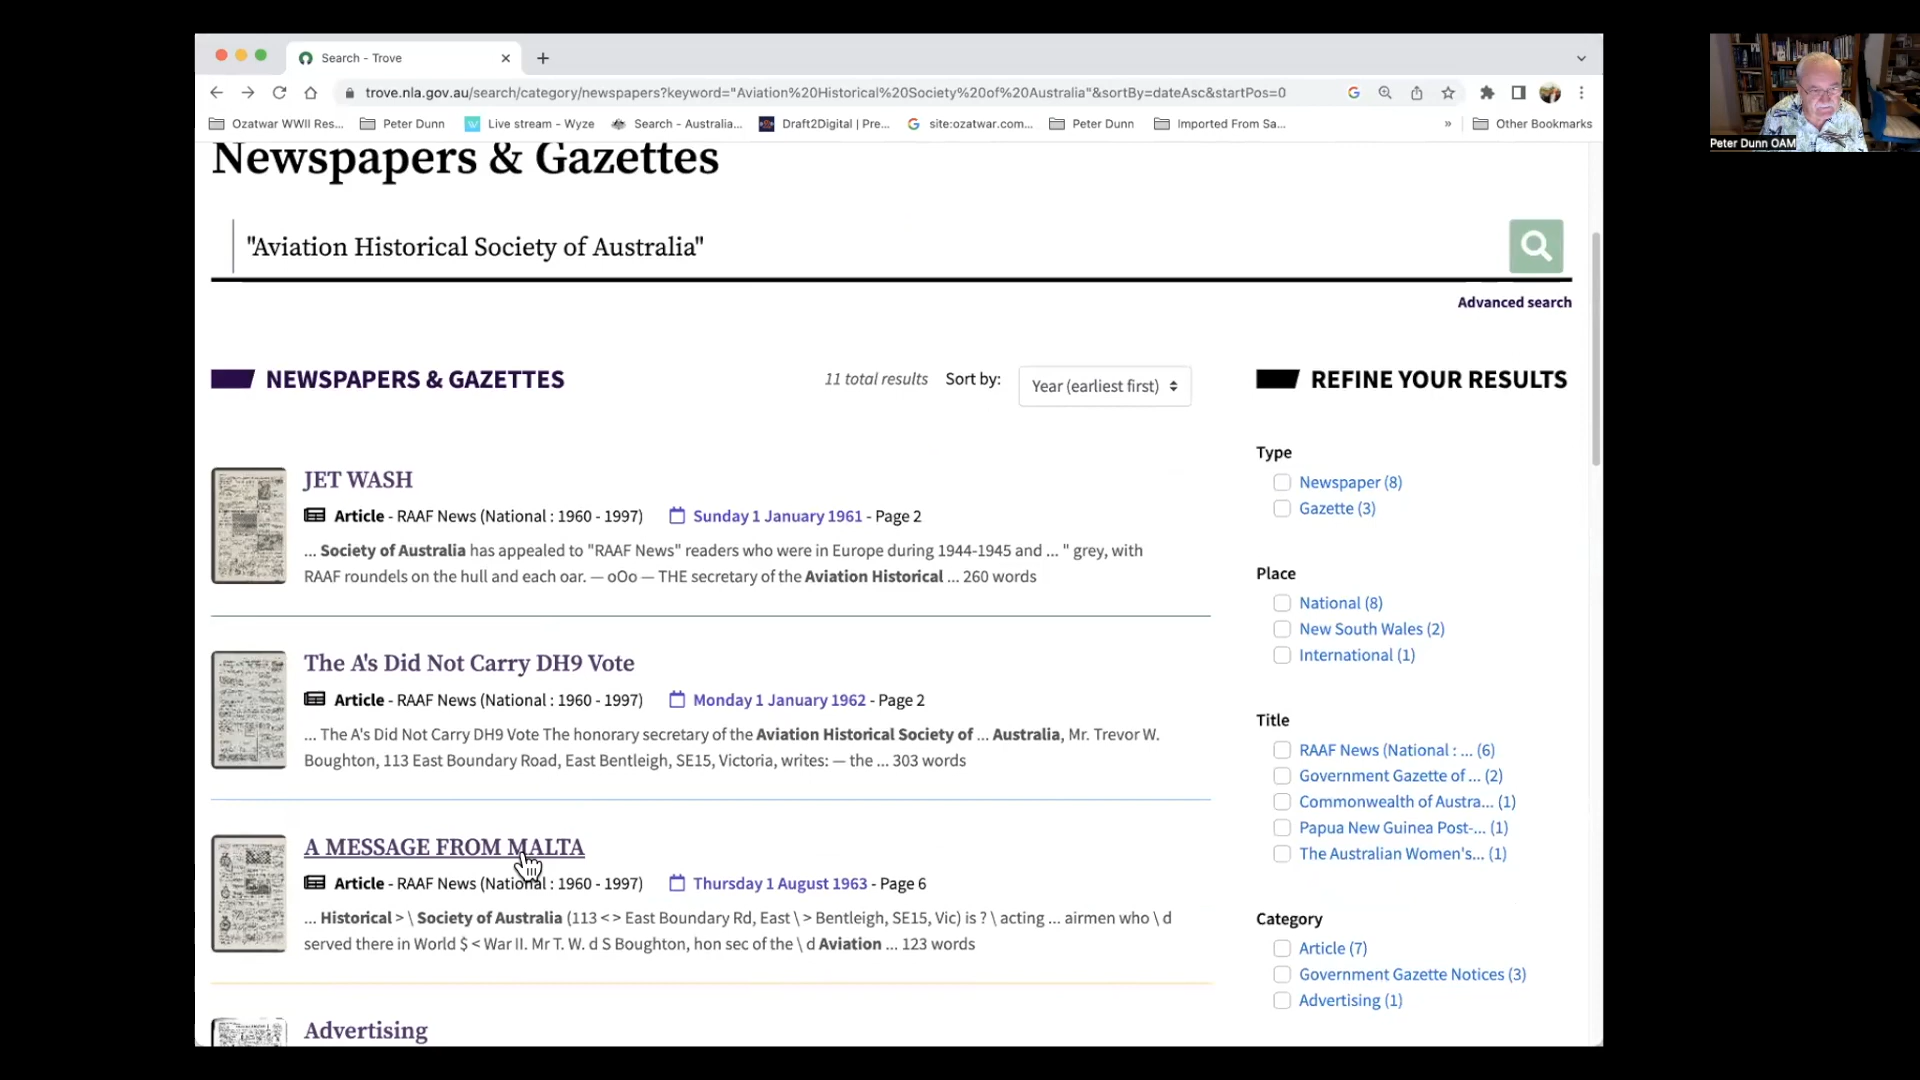 Search - Trove
trove.nla.gov.au/search/category/newspapers?keyword="Aviation%20Historical%20Society%20of%20Australia"&sortBy=dateAsc&startPos=0
Ozatwar WWII Res... Peter Dunn Live stream - Wyze Search - Australia... Draft2Digital | Pre... site:ozatwar.com... Peter Dunn Imported From Sa... » Other Bookmarks
Peter Dunn OAM
Newspapers & Gazettes
"Aviation Historical Society of Australia"
Advanced search
NEWSPAPERS & GAZETTES
11 total results Sort by: Year (earliest first)
JET WASH
Article - RAAF News (National : 1960 - 1997) Sunday 1 January 1961 - Page 2
... Society of Australia has appealed to "RAAF News" readers who were in Europe during 1944-1945 and ... " grey, with
RAAF roundels on the hull and each oar. — oOo — THE secretary of the Aviation Historical ... 260 words
The A's Did Not Carry DH9 Vote
Article - RAAF News (National : 1960 - 1997) Monday 1 January 1962 - Page 2
... The A's Did Not Carry DH9 Vote The honorary secretary of the Aviation Historical Society of ... Australia, Mr. Trevor W.
Boughton, 113 East Boundary Road, East Bentleigh, SE15, Victoria, writes: — the ... 303 words
A MESSAGE FROM MALTA
Article - RAAF News (National : 1960 - 1997) Thursday 1 August 1963 - Page 6
... Historical > \ Society of Australia (113 < > East Boundary Rd, East \ > Bentleigh, SE15, Vic) is ? \ acting ... airmen who \ d
served there in World $ < War II. Mr T. W. d S Boughton, hon sec of the \ d Aviation ... 123 words
Advertising
REFINE YOUR RESULTS
Type
Newspaper (8)
Gazette (3)
Place
National (8)
New South Wales (2)
International (1)
Title
RAAF News (National : ... (6)
Government Gazette of ... (2)
Commonwealth of Austra... (1)
Papua New Guinea Post-... (1)
The Australian Women's... (1)
Category
Article (7)
Government Gazette Notices (3)
Advertising (1)